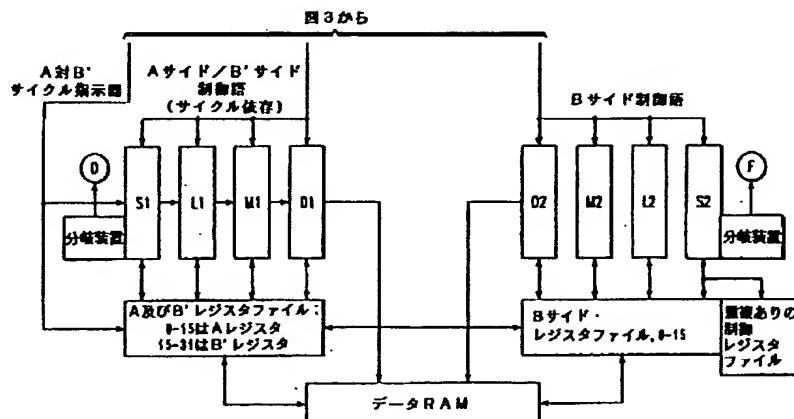 図3から
A対B'
サイクル指示器
Aサイド/B'サイド
制御語
(サイクル依存)
Bサイド制御語
D
S1
L1
M1
D1
D2
M2
L2
S2
F
分岐装置
分岐装置
A及びB'レジスタファイル;
0-15はAレジスタ
15-31はB'レジスタ
Bサイド・
レジスタファイル,0-15
重複ありの
制御
レジスタ
ファイル
データRAM